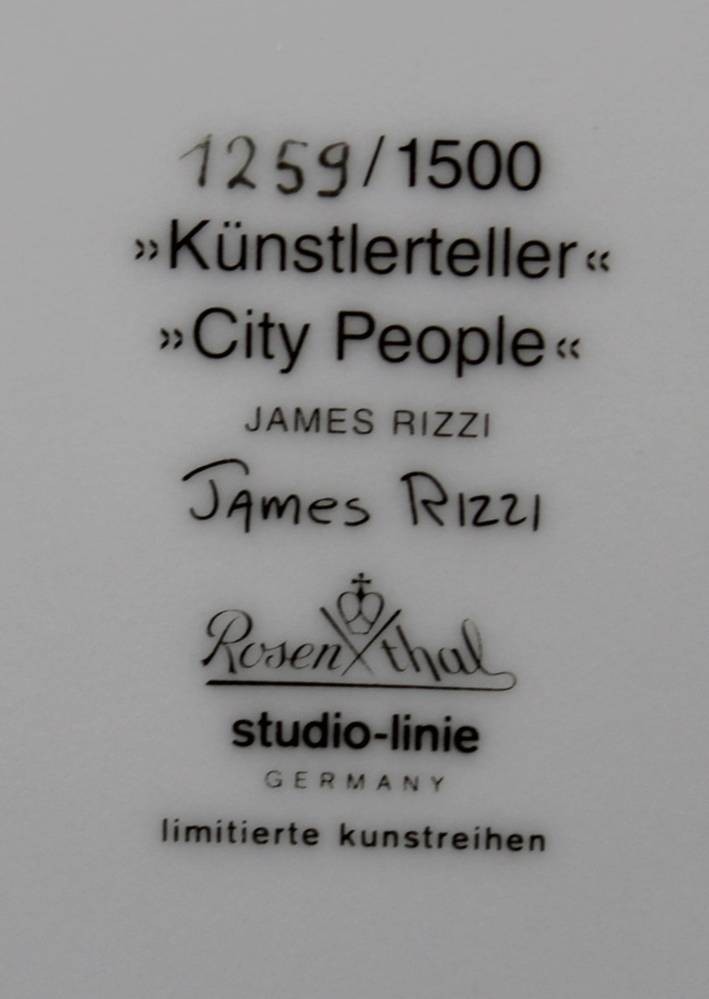 1259/1500
»Künstlerteller«
»City People«
JAMES RIZZI
James Rizzi
Rosenthal
studio-linie
GERMANY
limitierte kunstreihen